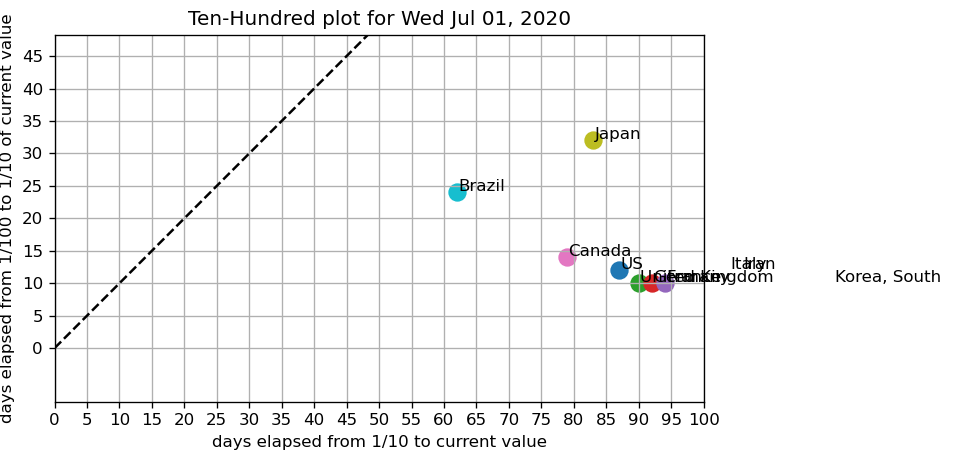 Ten-Hundred plot for Wed Jul 01, 2020
days elapsed from 1/100 to 1/10 of current value
45
40
35
30
25
20
15
10
5
0
Japan
Brazil
Canada
US
Italy
Iran
United Kingdom
Germany
Korea, South
0 5 10 15 20 25 30 35 40 45 50 55 60 65 70 75 80 85 90 95 100
days elapsed from 1/10 to current value